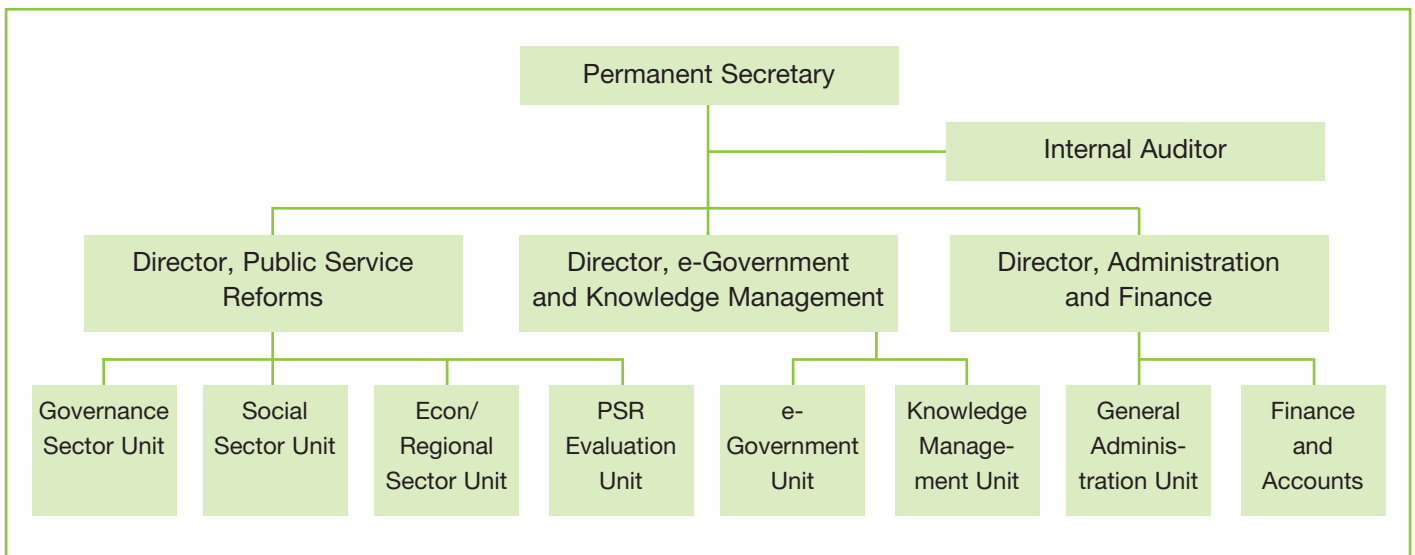 Permanent Secretary
Internal Auditor
Director, Public Service
Reforms
Director, e-Government
and Knowledge Management
Director, Administration
and Finance
Governance
Sector Unit
Social
Sector Unit
Econ/
Regional
Sector Unit
PSR
Evaluation
Unit
e-
Government
Unit
Knowledge
Manage-
ment Unit
General
Adminis-
tration Unit
Finance
and
Accounts